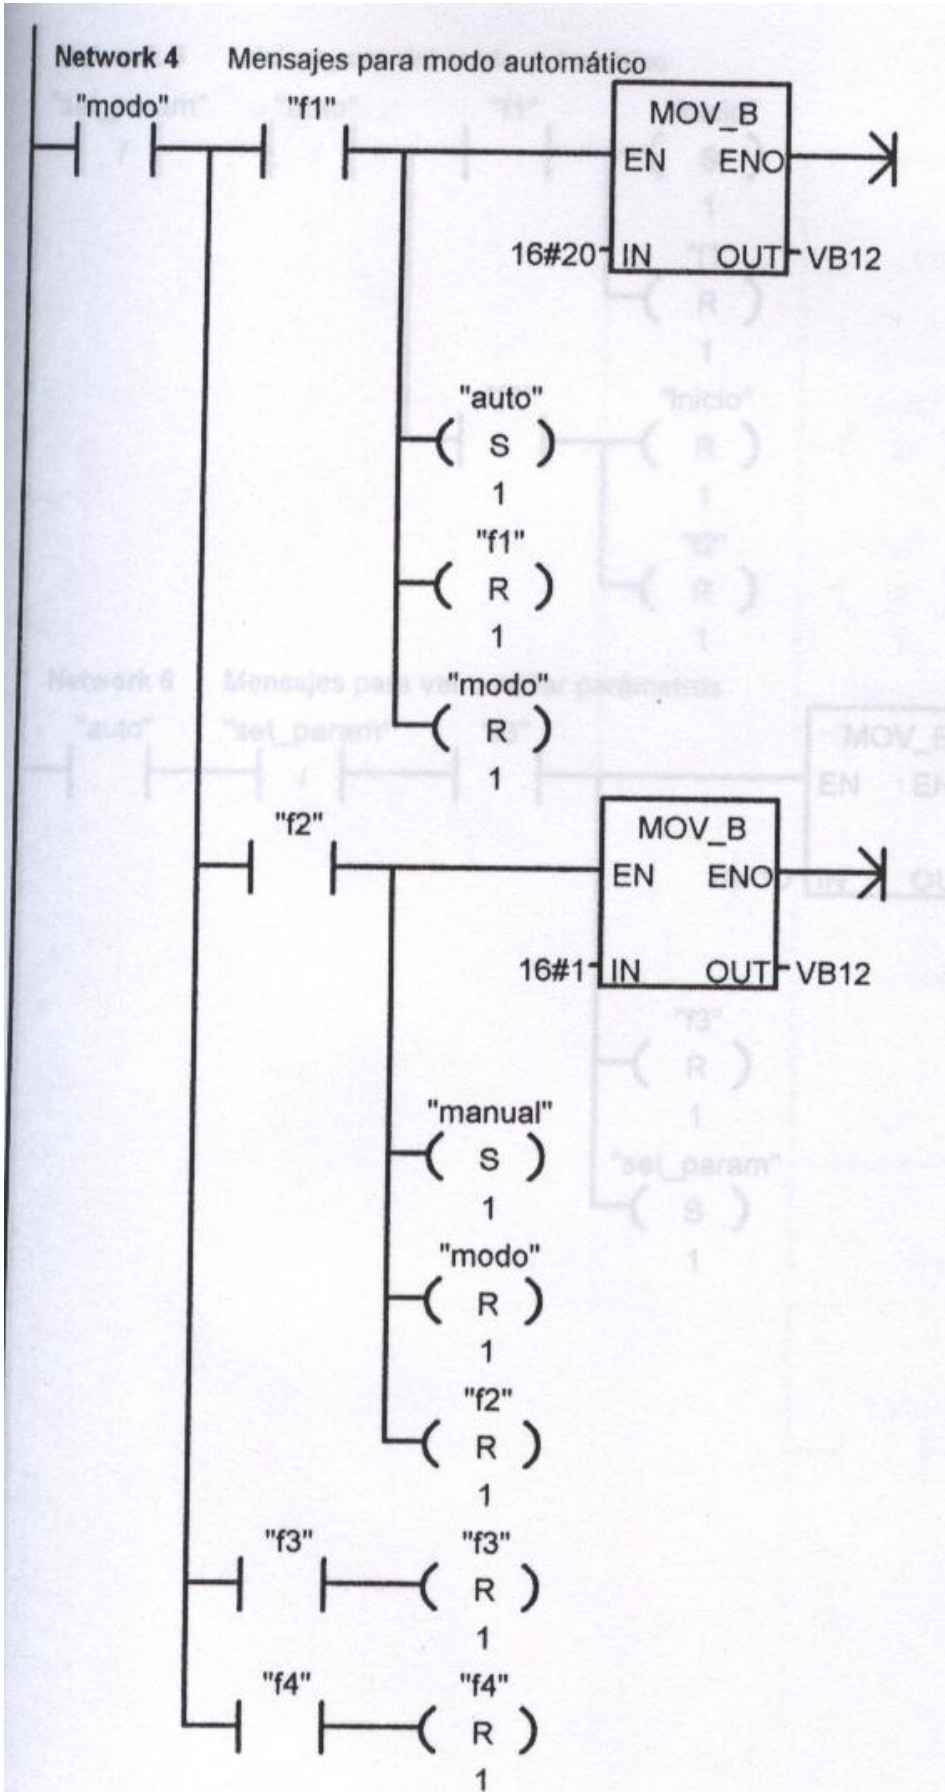 Network 4 Mensajes para modo automático
"modo" "f1" MOV_B
EN ENO
16#20 IN OUT VB12
"auto"
S
1
"f1"
R
1
"modo"
R
1
"f2" MOV_B
EN ENO
16#1 IN OUT VB12
"manual"
S
1
"modo"
R
1
"f2"
R
1
"f3" "f3"
R
1
"f4" "f4"
R
1